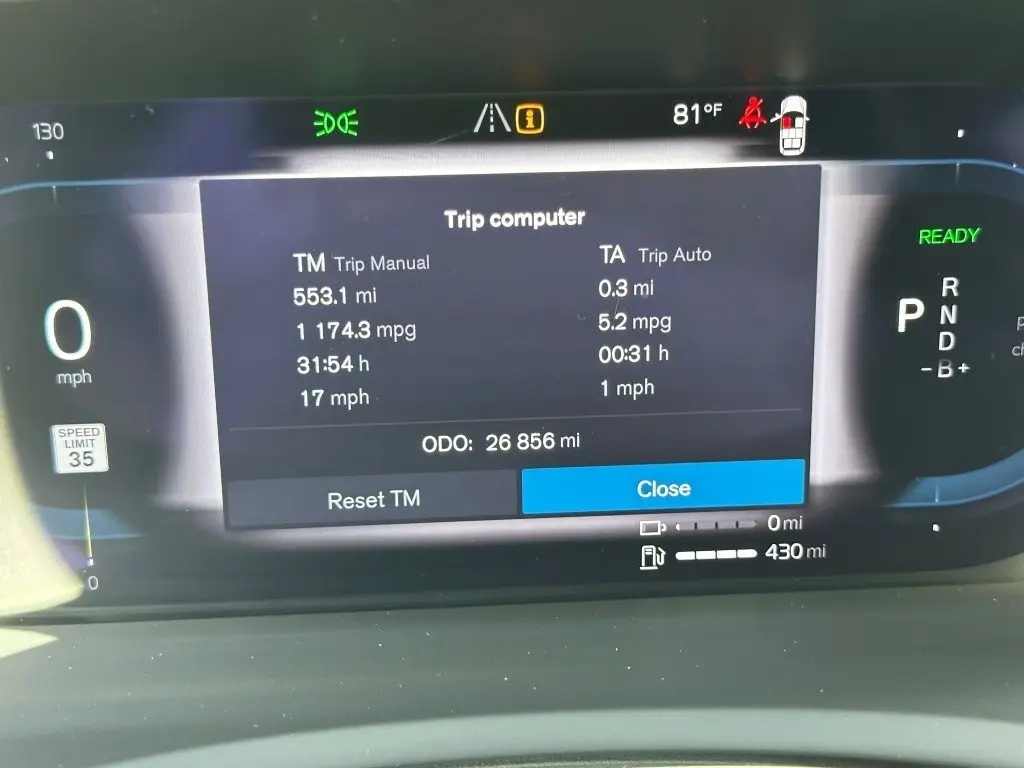 130
81°F
Trip computer
TM Trip Manual
553.1 mi
1 174.3 mpg
31:54 h
17 mph
TA Trip Auto
0.3 mi
5.2 mpg
00:31 h
1 mph
ODO: 26 856 mi
Reset TM
Close
0 mi
430 mi
0
mph
SPEED
LIMIT
35
0
READY
P
R
N
D
- B +